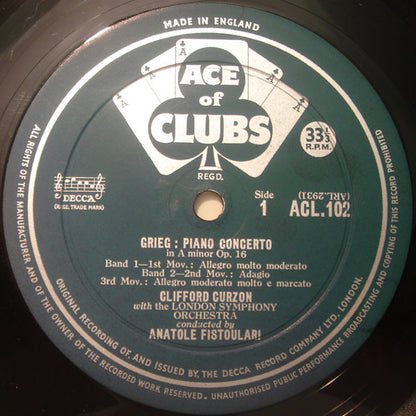 MADE IN ENGLAND
A A A A
ACE
of
CLUBS
REGD.
33⅓
R.P.M.
DECCA
(REGD. TRADE MARK)
Side
1
(ARL.2931)
ACL.102
GRIEG : PIANO CONCERTO
in A minor Op. 16
Band 1—1st Mov.: Allegro molto moderato
Band 2—2nd Mov.: Adagio
3rd Mov.: Allegro moderato molto e marcato
CLIFFORD CURZON
with the LONDON SYMPHONY
ORCHESTRA
conducted by
ANATOLE FISTOULARI
ALL RIGHTS OF THE MANUFACTURER AND OF THE OWNER OF THE RECORDED WORK RESERVED. UNAUTHORISED PUBLIC PERFORMANCE BROADCASTING AND COPYING OF THIS RECORD PROHIBITED
ORIGINAL RECORDING OF, AND ISSUED BY, THE DECCA RECORD COMPANY LTD. LONDON.